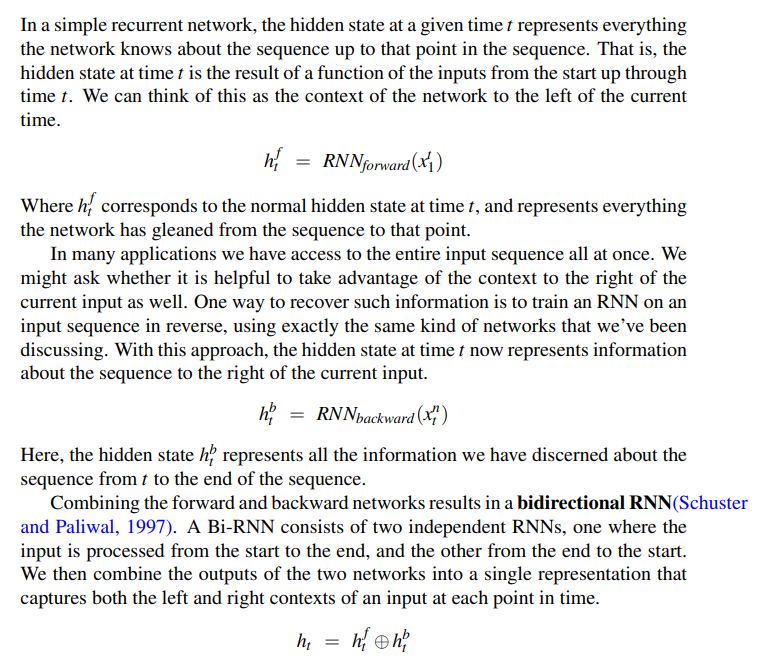 In a simple recurrent network, the hidden state at a given time t represents everything
the network knows about the sequence up to that point in the sequence. That is, the
hidden state at time t is the result of a function of the inputs from the start up through
time t. We can think of this as the context of the network to the left of the current
time.
h_t^f = RNN_forward(x_1^t)
Where h_t^f corresponds to the normal hidden state at time t, and represents everything
the network has gleaned from the sequence to that point.
In many applications we have access to the entire input sequence all at once. We
might ask whether it is helpful to take advantage of the context to the right of the
current input as well. One way to recover such information is to train an RNN on an
input sequence in reverse, using exactly the same kind of networks that we've been
discussing. With this approach, the hidden state at time t now represents information
about the sequence to the right of the current input.
h_t^b = RNN_backward(x_t^n)
Here, the hidden state h_t^b represents all the information we have discerned about the
sequence from t to the end of the sequence.
Combining the forward and backward networks results in a bidirectional RNN(Schuster
and Paliwal, 1997). A Bi-RNN consists of two independent RNNs, one where the
input is processed from the start to the end, and the other from the end to the start.
We then combine the outputs of the two networks into a single representation that
captures both the left and right contexts of an input at each point in time.
h_t = h_t^f ⊕ h_t^b